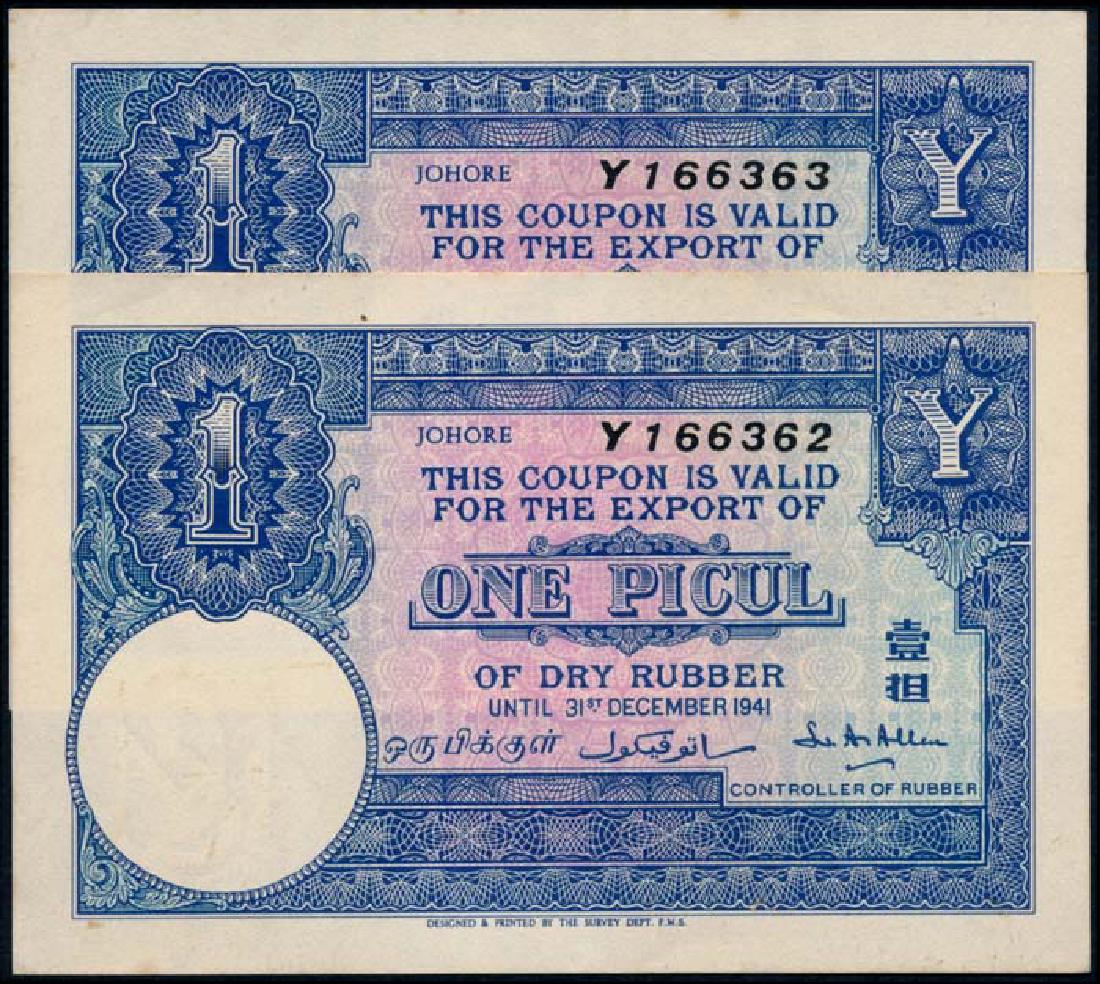 1 JOHORE Y 166363 Y
THIS COUPON IS VALID
FOR THE EXPORT OF
1 JOHORE Y 166362 Y
THIS COUPON IS VALID
FOR THE EXPORT OF
ONE PICUL
壹
担
OF DRY RUBBER
UNTIL 31ST DECEMBER 1941
ஒரு பிக்குள் ساتو فيكول
CONTROLLER OF RUBBER
DESIGNED & PRINTED BY THE SURVEY DEPT. F.M.S.